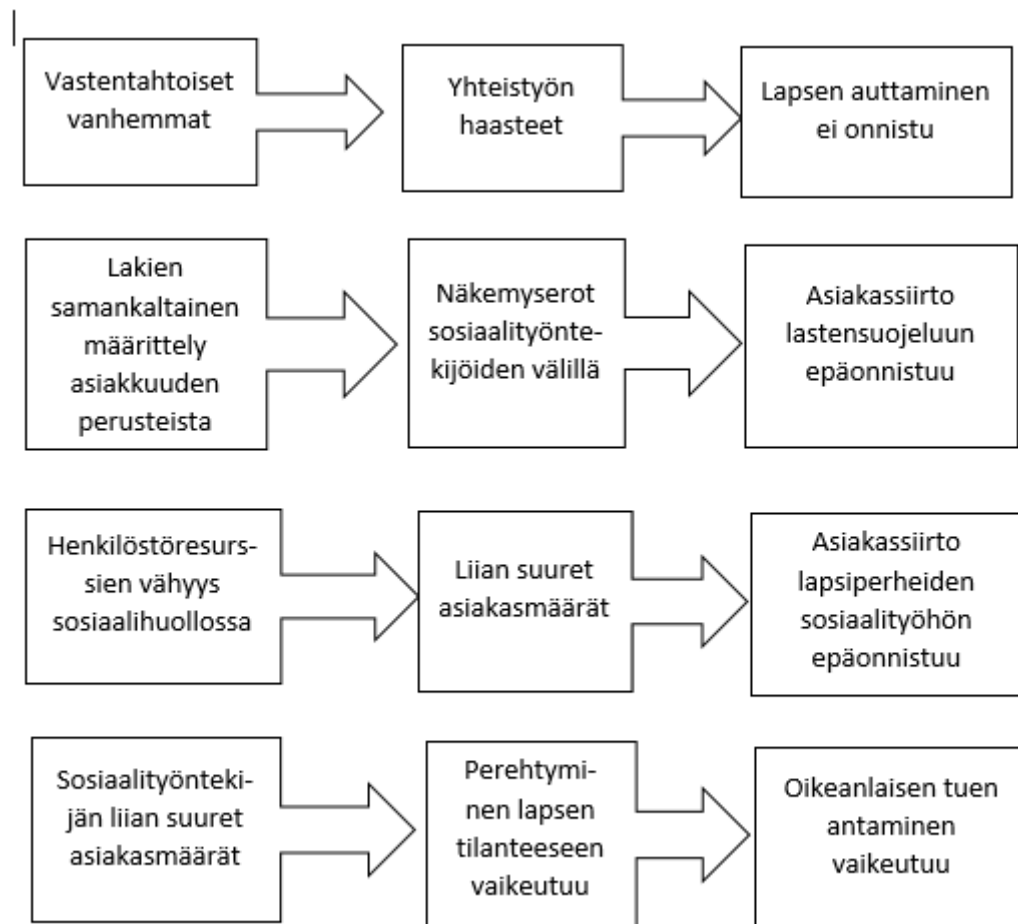 Vastentahtoiset
vanhemmat
Yhteistyön
haasteet
Lapsen auttaminen
ei onnistu
Lakien
samankaltainen
määrittely
asiakkuuden
perusteista
Näkemyserot
sosiaalityönte-
kijöiden välillä
Asiakassiirto
lastensuojeluun
epäonnistuu
Henkilöstöresurs-
sien vähyys
sosiaalihuollossa
Liian suuret
asiakasmäärät
Asiakassiirto
lapsiperheiden
sosiaalityöhön
epäonnistuu
Sosiaalityönteki-
jän liian suuret
asiakasmäärät
Perehtymi-
nen lapsen
tilanteeseen
vaikeutuu
Oikeanlaisen tuen
antaminen
vaikeutuu